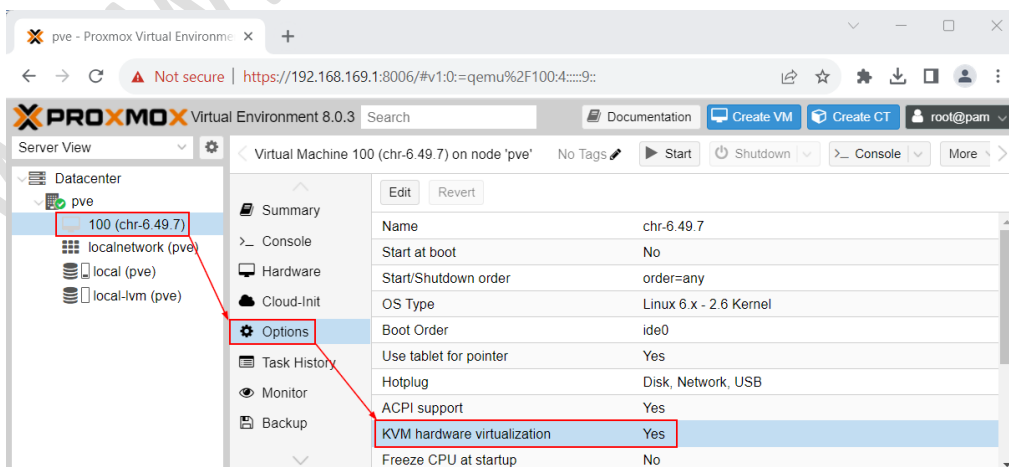 pve - Proxmox Virtual Environme
Not secure | https://192.168.169.1:8006/#v1:0:=qemu%2F100:4:::::9::
PROXMOX Virtual Environment 8.0.3 Search Documentation Create VM Create CT root@pam
Server View
Virtual Machine 100 (chr-6.49.7) on node 'pve' No Tags Start Shutdown Console More
Datacenter
pve
100 (chr-6.49.7)
localnetwork (pve)
local (pve)
local-lvm (pve)
Summary
Console
Hardware
Cloud-Init
Options
Task History
Monitor
Backup
Edit Revert
Name chr-6.49.7
Start at boot No
Start/Shutdown order order=any
OS Type Linux 6.x - 2.6 Kernel
Boot Order ide0
Use tablet for pointer Yes
Hotplug Disk, Network, USB
ACPI support Yes
KVM hardware virtualization Yes
Freeze CPU at startup No